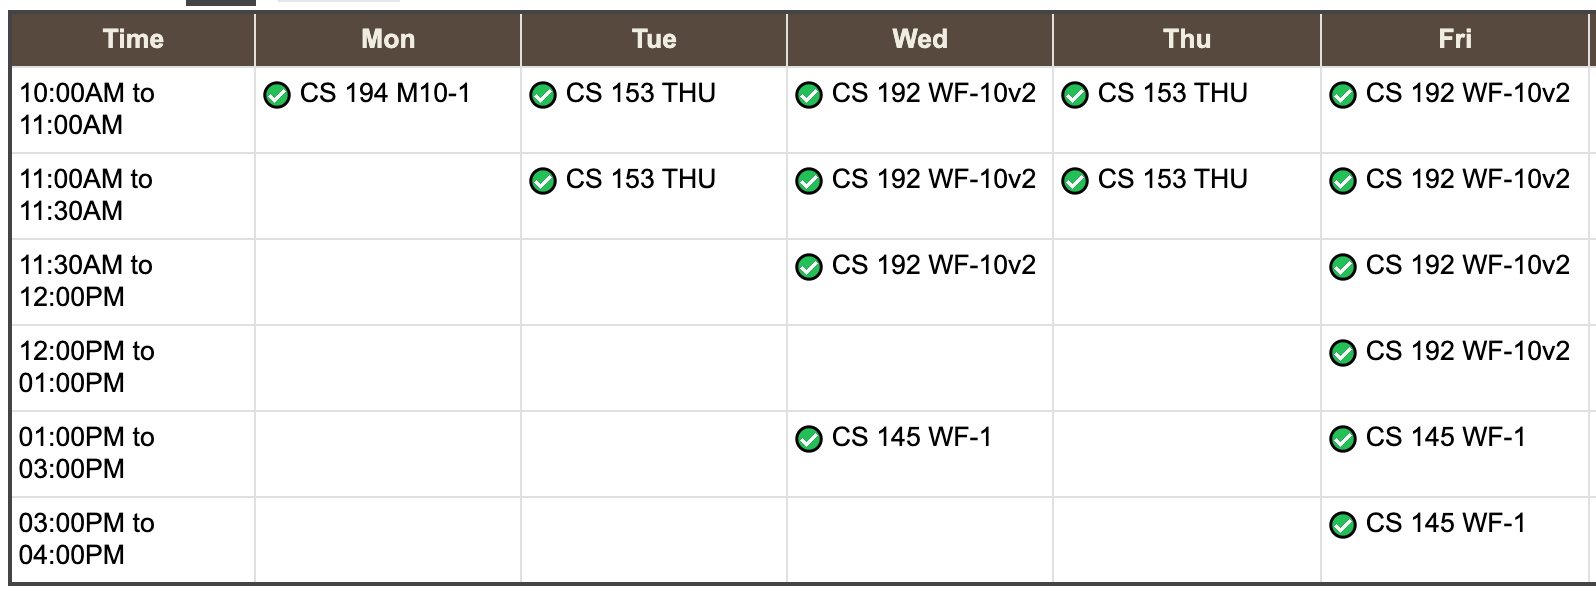 Time Mon Tue Wed Thu Fri
10:00AM to CS 194 M10-1 CS 153 THU CS 192 WF-10v2 CS 153 THU CS 192 WF-10v2
11:00AM
11:00AM to CS 153 THU CS 192 WF-10v2 CS 153 THU CS 192 WF-10v2
11:30AM
11:30AM to CS 192 WF-10v2 CS 192 WF-10v2
12:00PM
12:00PM to CS 192 WF-10v2
01:00PM
01:00PM to CS 145 WF-1 CS 145 WF-1
03:00PM
03:00PM to CS 145 WF-1
04:00PM